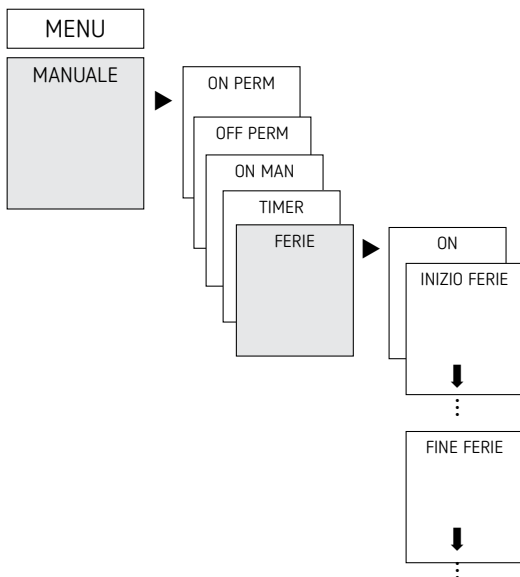 MENU
MANUALE
ON PERM
OFF PERM
ON MAN
TIMER
FERIE
ON
INIZIO FERIE
FINE FERIE